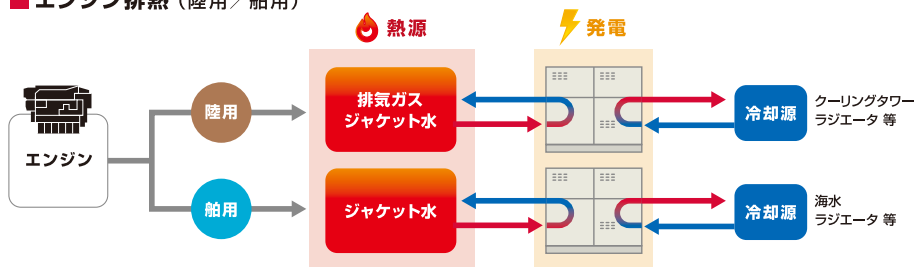 エンジン排熱（陸用／舶用）
熱源
発電
エンジン
陸用
排気ガス
ジャケット水
冷却源
クーリングタワー
ラジエータ 等
舶用
ジャケット水
冷却源
海水
ラジエータ 等